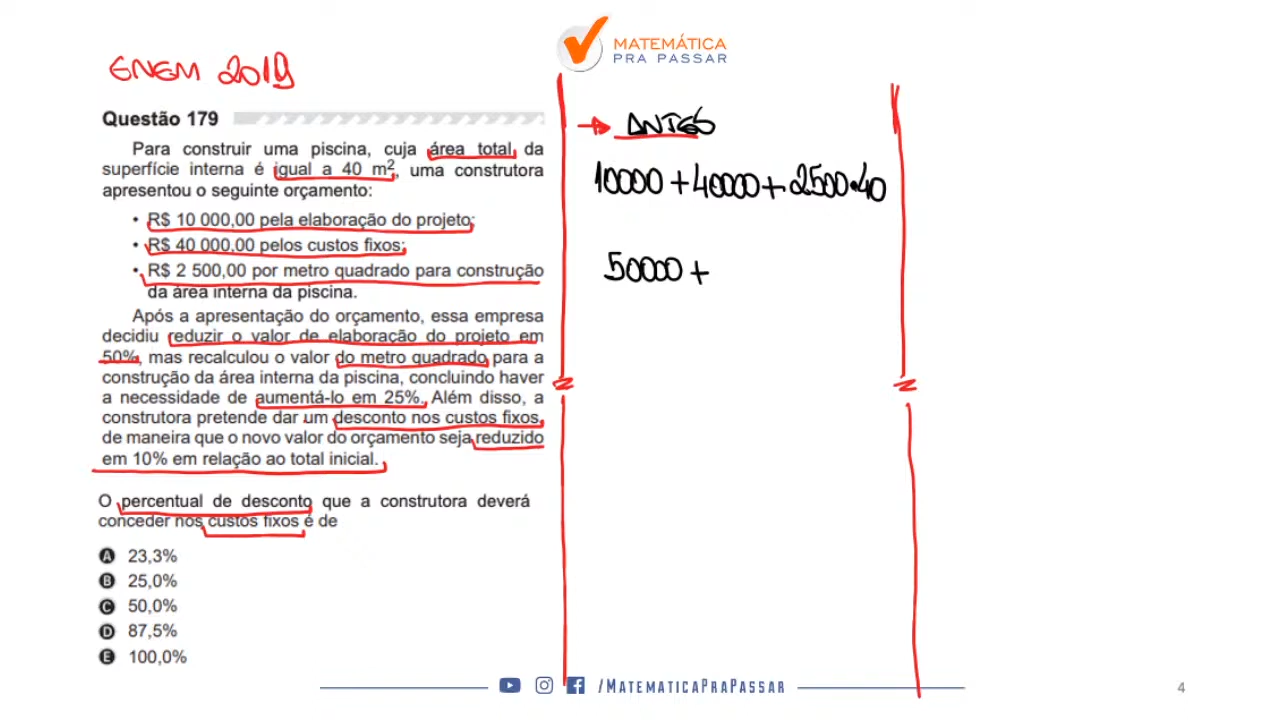 MATEMÁTICA
PRA PASSAR
ENEM 2019
Questão 179
Para construir uma piscina, cuja área total da
superfície interna é igual a 40 m², uma construtora
apresentou o seguinte orçamento:
• R$ 10 000,00 pela elaboração do projeto;
• R$ 40 000,00 pelos custos fixos;
• R$ 2 500,00 por metro quadrado para construção
da área interna da piscina.
Após a apresentação do orçamento, essa empresa
decidiu reduzir o valor de elaboração do projeto em
50%, mas recalculou o valor do metro quadrado para a
construção da área interna da piscina, concluindo haver
a necessidade de aumentá-lo em 25%. Além disso, a
construtora pretende dar um desconto nos custos fixos,
de maneira que o novo valor do orçamento seja reduzido
em 10% em relação ao total inicial.
O percentual de desconto que a construtora deverá
conceder nos custos fixos é de
A 23,3%
B 25,0%
C 50,0%
D 87,5%
E 100,0%
→ ANTES
10000 + 40000 + 2500·40
50000 +
/MATEMATICAPRAPASSAR
4